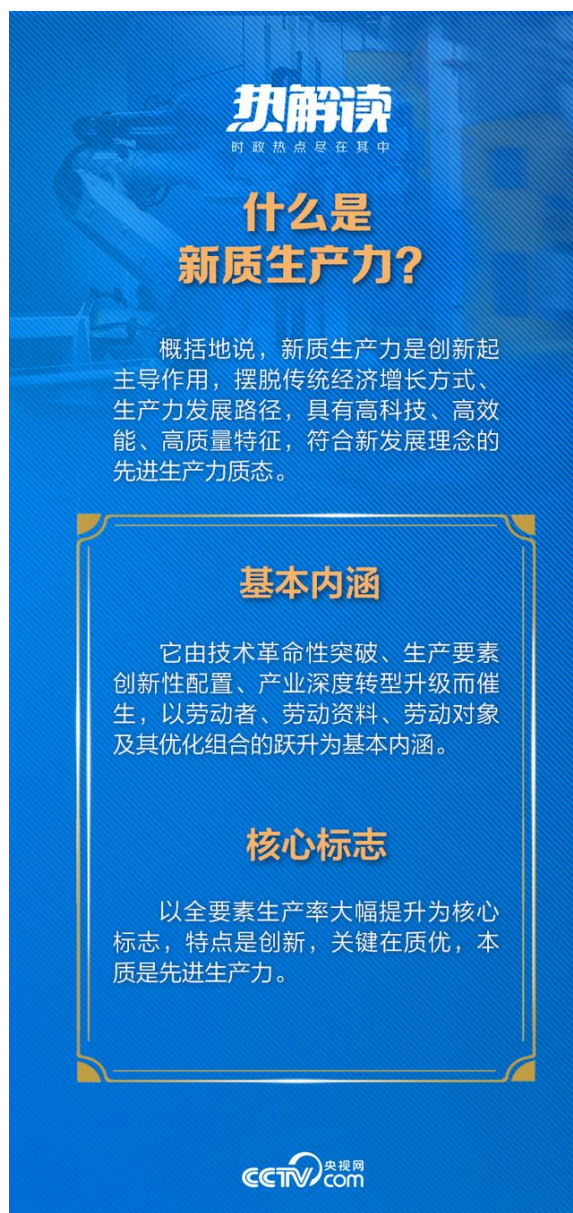 热解读
时政热点尽在其中
什么是
新质生产力?
概括地说，新质生产力是创新起
主导作用，摆脱传统经济增长方式、
生产力发展路径，具有高科技、高效
能、高质量特征，符合新发展理念的
先进生产力质态。
基本内涵
它由技术革命性突破、生产要素
创新性配置、产业深度转型升级而催
生，以劳动者、劳动资料、劳动对象
及其优化组合的跃升为基本内涵。
核心标志
以全要素生产率大幅提升为核心
标志，特点是创新，关键在质优，本
质是先进生产力。
CCTV 央视网
com